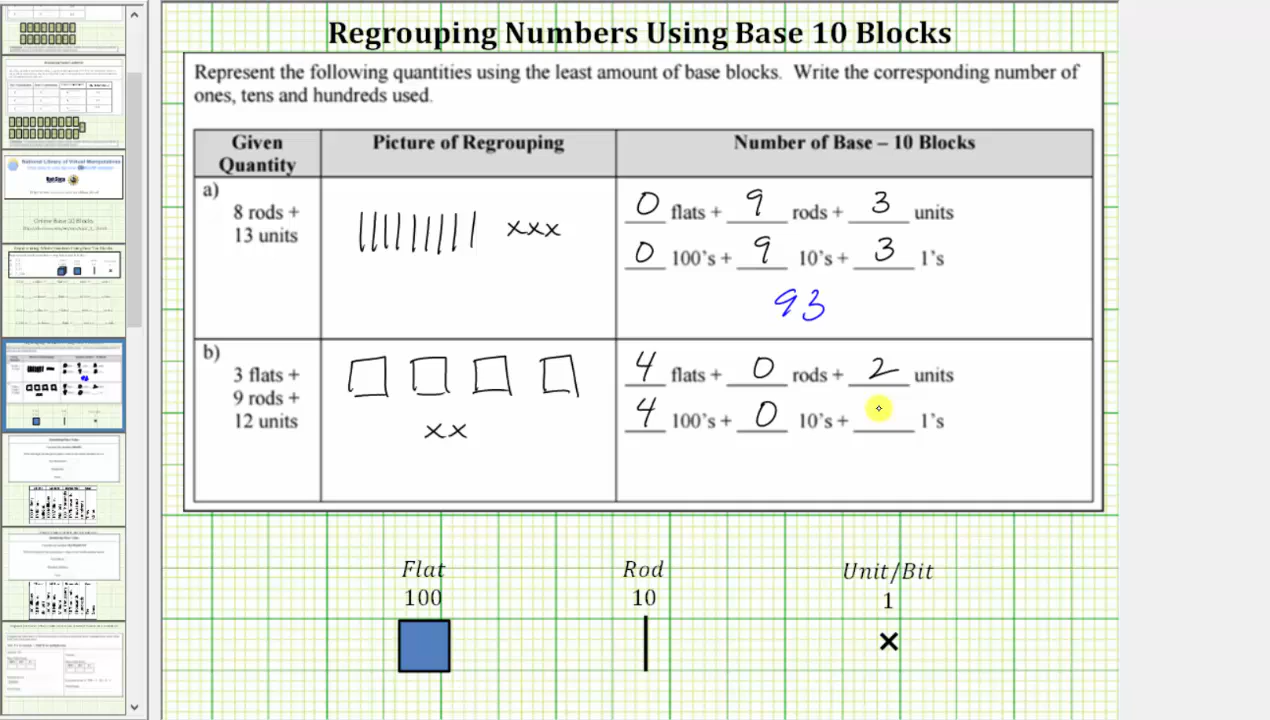 Regrouping Numbers Using Base 10 Blocks
Represent the following quantities using the least amount of base blocks. Write the corresponding number of
ones, tens and hundreds used.
Given Quantity
Picture of Regrouping
Number of Base – 10 Blocks
a)
8 rods +
13 units
xxx
0 flats + 9 rods + 3 units
0 100's + 9 10's + 3 1's
93
b)
3 flats +
9 rods +
12 units
xx
4 flats + 0 rods + 2 units
4 100's + 0 10's + ____ 1's
Flat
100
Rod
10
Unit/Bit
1
×